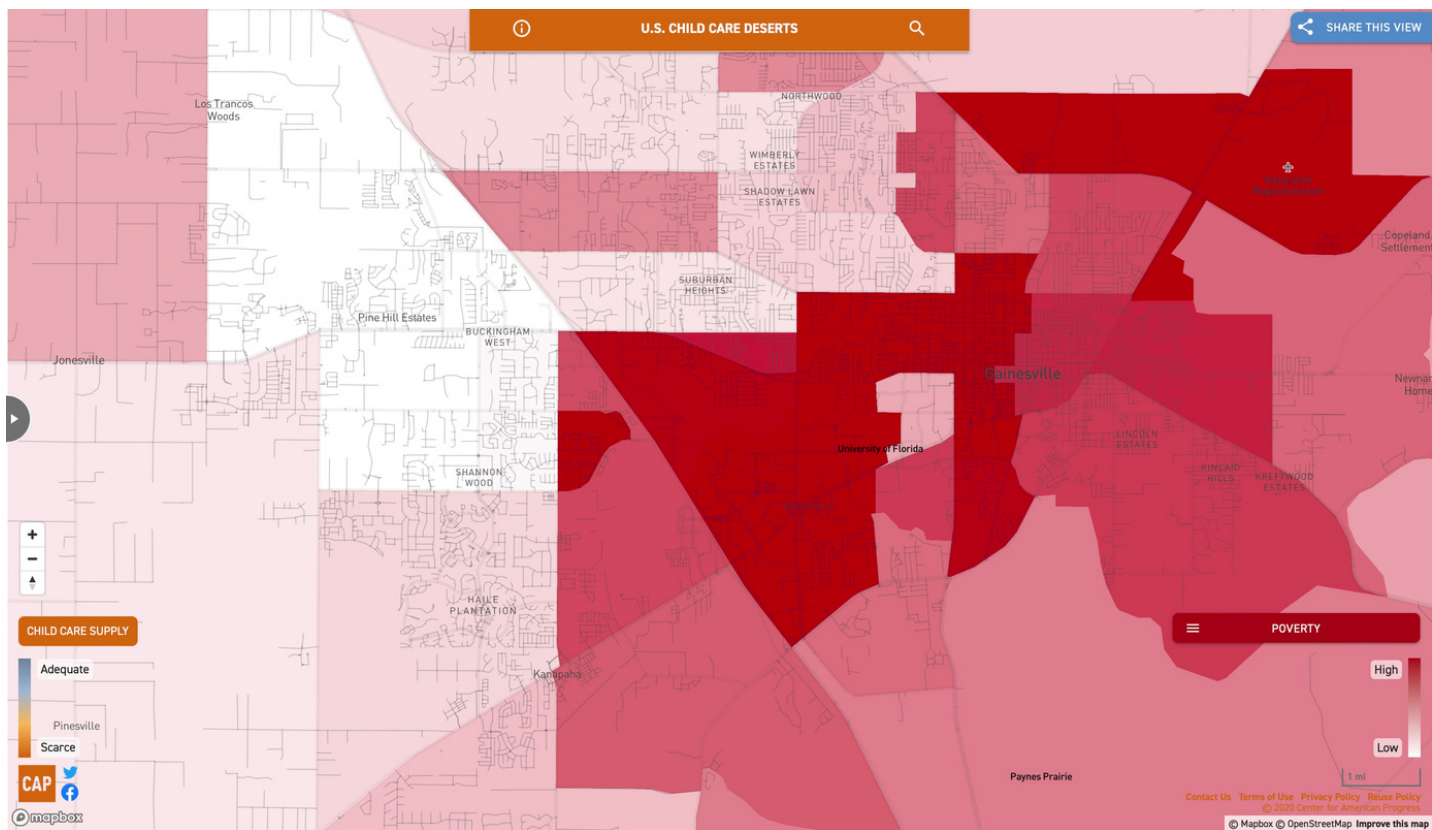 U.S. CHILD CARE DESERTS
SHARE THIS VIEW
Los Trancos
Woods
NORTHWOOD
WIMBERLY
ESTATES
SHADOW LAWN
ESTATES
Copeland
Settlement
SUBURBAN
HEIGHTS
Pine Hill Estates
BUCKINGHAM
WEST
Jonesville
Gainesville
Newnan
Home
University of Florida
LINCOLN
ESTATES
SHANNON
WOOD
KINCAID
HILLS
KREFTWOOD
ESTATES
HAILE
PLANTATION
CHILD CARE SUPPLY
POVERTY
Adequate
High
Kanapaha
Pinesville
Scarce
Low
CAP
Paynes Prairie
1 mi
Contact Us Terms of Use Privacy Policy Reuse Policy
© 2020 Center for American Progress
mapbox
© Mapbox © OpenStreetMap Improve this map